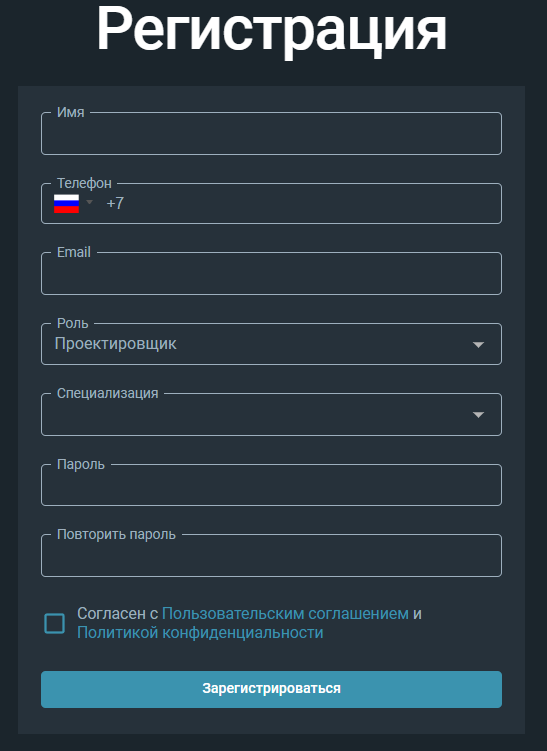 Регистрация
Имя
Телефон
+7
Email
Роль
Проектировщик
Специализация
Пароль
Повторить пароль
Согласен с Пользовательским соглашением и
Политикой конфиденциальности
Зарегистрироваться